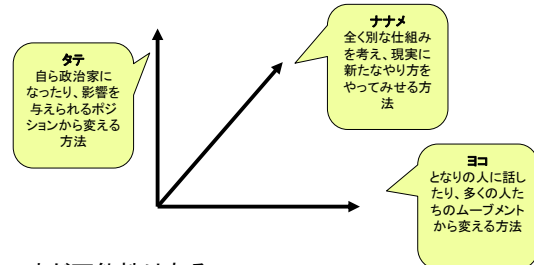 タテ
自ら政治家に
なったり、影響を
与えられるポジ
ションから変える
方法
ナナメ
全く別な仕組み
を考え、現実に
新たなやり方を
やってみせる方
法
ヨコ
となりの人に話し
たり、多くの人た
ちのムーブメント
から変える方法